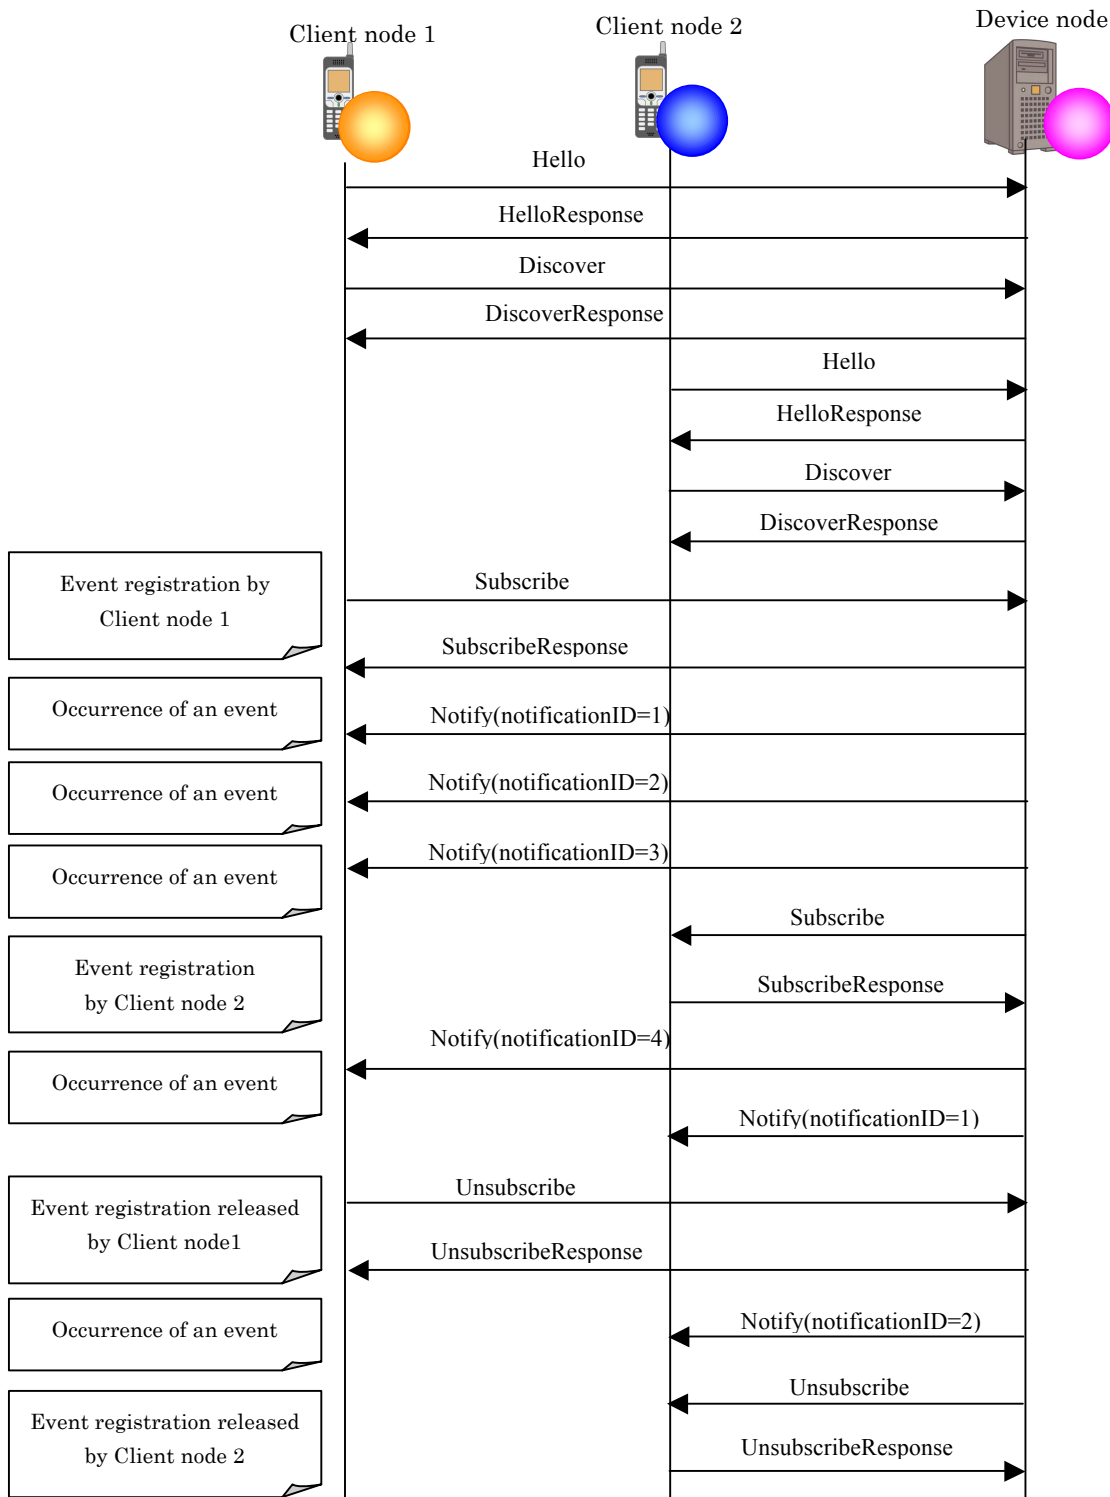 Client node 1
Client node 2
Device node
Hello
HelloResponse
Discover
DiscoverResponse
Hello
HelloResponse
Discover
DiscoverResponse
Event registration by
Client node 1
Subscribe
SubscribeResponse
Occurrence of an event
Notify(notificationID=1)
Occurrence of an event
Notify(notificationID=2)
Occurrence of an event
Notify(notificationID=3)
Subscribe
Event registration
by Client node 2
SubscribeResponse
Notify(notificationID=4)
Occurrence of an event
Notify(notificationID=1)
Unsubscribe
Event registration released
by Client node1
UnsubscribeResponse
Occurrence of an event
Notify(notificationID=2)
Unsubscribe
Event registration released
by Client node 2
UnsubscribeResponse